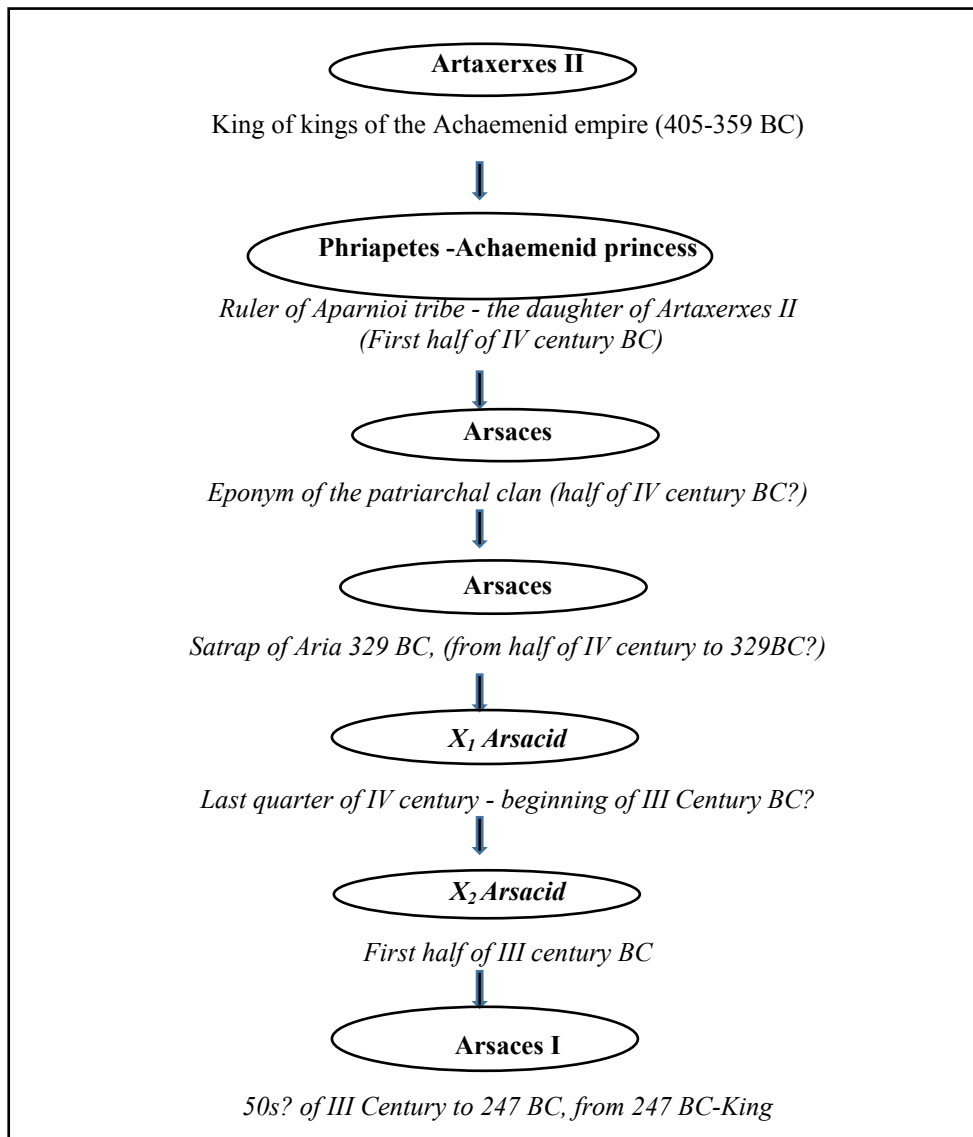 Artaxerxes II
King of kings of the Achaemenid empire (405-359 BC)
Phriapetes -Achaemenid princess
Ruler of Aparnioi tribe - the daughter of Artaxerxes II
(First half of IV century BC)
Arsaces
Eponym of the patriarchal clan (half of IV century BC?)
Arsaces
Satrap of Aria 329 BC, (from half of IV century to 329BC?)
X1 Arsacid
Last quarter of IV century - beginning of III Century BC?
X2 Arsacid
First half of III century BC
Arsaces I
50s? of III Century to 247 BC, from 247 BC-King